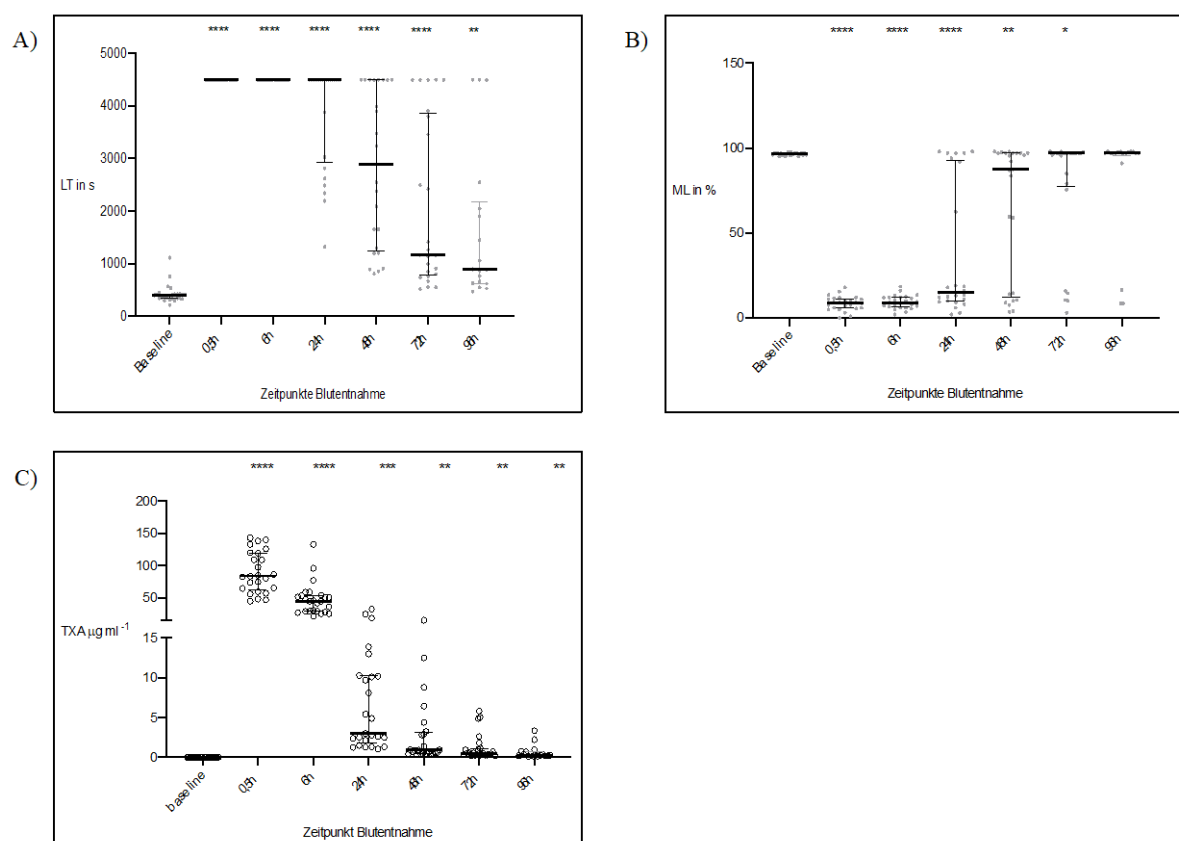 A)
**** **** **** **** **** **
5000
4000
3000
2000
1000
0
LT in s
Baseline 0,5h 6h 24h 48h 72h 96h
Zeitpunkte Blutentnahme
B)
**** **** **** ** *
150
100
50
0
ML in %
Baseline 0,5h 6h 24h 48h 72h 96h
Zeitpunkte Blutentnahme
C)
**** **** *** ** ** **
200
150
100
50
15
10
5
0
TXA µg ml⁻¹
baseline 0,5h 6h 24h 48h 72h 96h
Zeitpunkt Blutentnahme